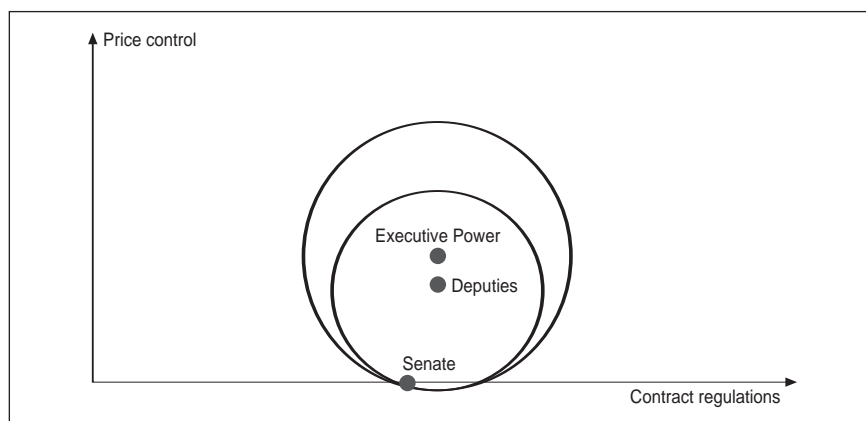 Price control
Executive Power
Deputies
Senate
Contract regulations